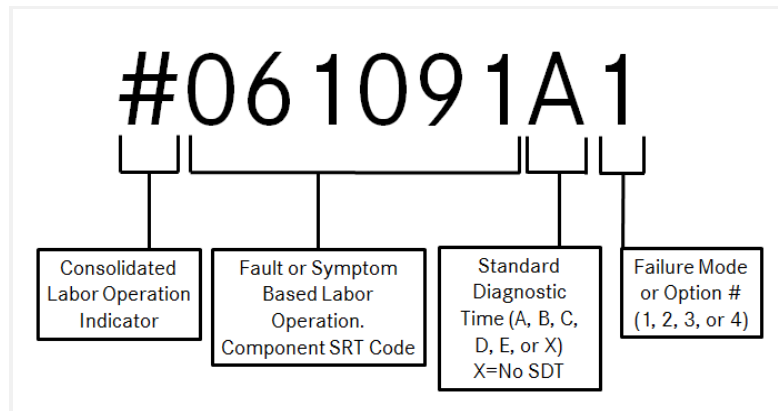 #061091A1
Consolidated
Labor Operation
Indicator
Fault or Symptom
Based Labor
Operation.
Component SRT Code
Standard
Diagnostic
Time (A, B, C,
D, E, or X)
X=No SDT
Failure Mode
or Option #
(1, 2, 3, or 4)